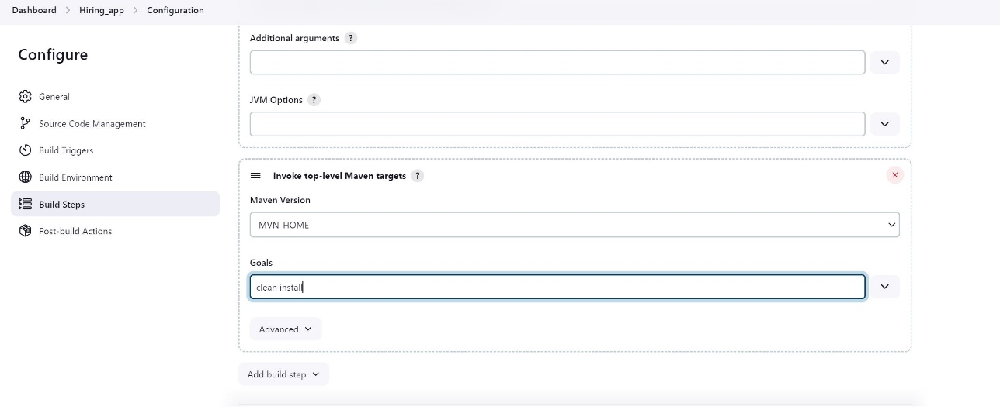 Dashboard > Hiring_app > Configuration
Configure
General
Source Code Management
Build Triggers
Build Environment
Build Steps
Post-build Actions
Additional arguments ?
JVM Options ?
Invoke top-level Maven targets ?
Maven Version
MVN_HOME
Goals
clean install
Advanced
Add build step